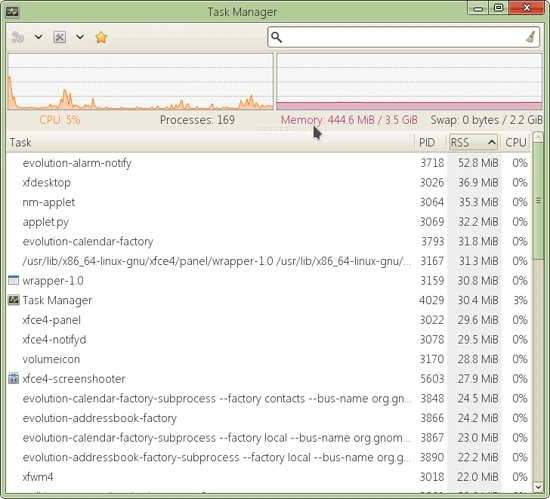 Task Manager
CPU: 5% Processes: 169 Memory: 444.6 MiB / 3.5 GiB Swap: 0 bytes / 2.2 GiB
Task PID RSS CPU
evolution-alarm-notify 3718 52.8 MiB 0%
xfdesktop 3026 36.9 MiB 0%
nm-applet 3064 35.3 MiB 0%
applet.py 3069 32.2 MiB 0%
evolution-calendar-factory 3793 31.8 MiB 0%
/usr/lib/x86_64-linux-gnu/xfce4/panel/wrapper-1.0 /usr/lib/x86_64-linux-gnu/... 3167 31.3 MiB 0%
wrapper-1.0 3159 30.8 MiB 0%
Task Manager 4029 30.4 MiB 3%
xfce4-panel 3022 29.6 MiB 0%
xfce4-notifyd 3078 29.5 MiB 0%
volumeicon 3170 28.8 MiB 0%
xfce4-screenshooter 5603 27.9 MiB 0%
evolution-calendar-factory-subprocess --factory contacts --bus-name org.gn... 3848 24.5 MiB 0%
evolution-addressbook-factory 3866 24.2 MiB 0%
evolution-calendar-factory-subprocess --factory local --bus-name org.gnom... 3867 23.0 MiB 0%
evolution-addressbook-factory-subprocess --factory local --bus-name org.g... 3890 22.2 MiB 0%
xfwm4 3018 22.0 MiB 0%